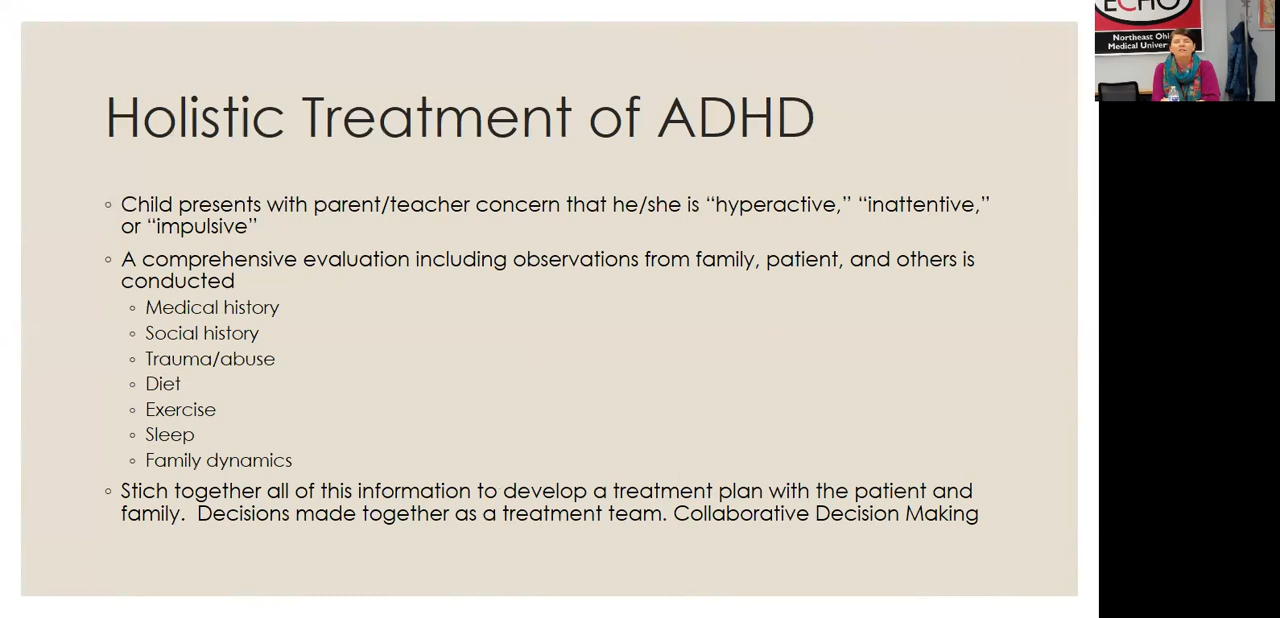 Holistic Treatment of ADHD
◦ Child presents with parent/teacher concern that he/she is “hyperactive,” “inattentive,”
or “impulsive”
◦ A comprehensive evaluation including observations from family, patient, and others is
conducted
◦ Medical history
◦ Social history
◦ Trauma/abuse
◦ Diet
◦ Exercise
◦ Sleep
◦ Family dynamics
◦ Stich together all of this information to develop a treatment plan with the patient and
family.  Decisions made together as a treatment team. Collaborative Decision Making
ECHO
Northeast Ohi
Medical Univer